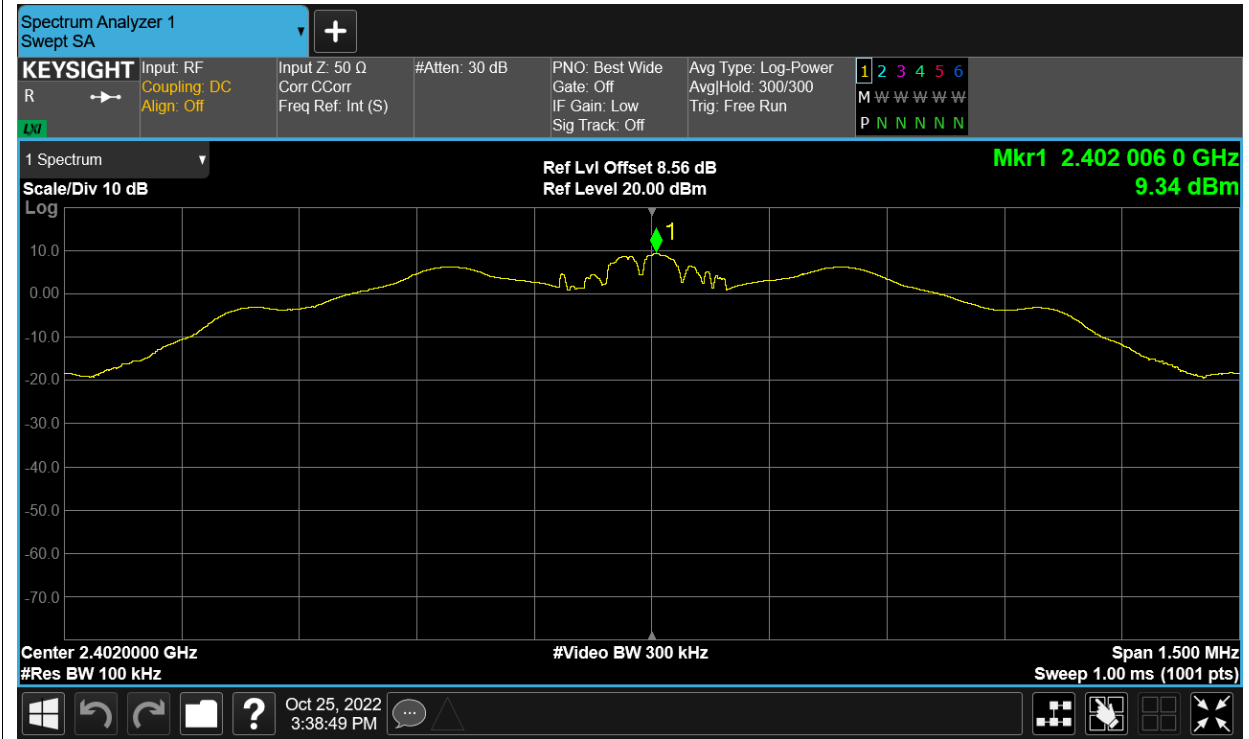 Spectrum Analyzer 1
Swept SA
+
KEYSIGHT
R
LXI
Input: RF
Coupling: DC
Align: Off
Input Z: 50 Ω
Corr CCorr
Freq Ref: Int (S)
#Atten: 30 dB
PNO: Best Wide
Gate: Off
IF Gain: Low
Sig Track: Off
Avg Type: Log-Power
Avg|Hold: 300/300
Trig: Free Run
1 2 3 4 5 6
M W W W W W
P N N N N N
1 Spectrum
Scale/Div 10 dB
Log
Ref Lvl Offset 8.56 dB
Ref Level 20.00 dBm
Mkr1 2.402 006 0 GHz
9.34 dBm
1
10.0
0.00
-10.0
-20.0
-30.0
-40.0
-50.0
-60.0
-70.0
Center 2.4020000 GHz
#Video BW 300 kHz
Span 1.500 MHz
#Res BW 100 kHz
Sweep 1.00 ms (1001 pts)
?
Oct 25, 2022
3:38:49 PM